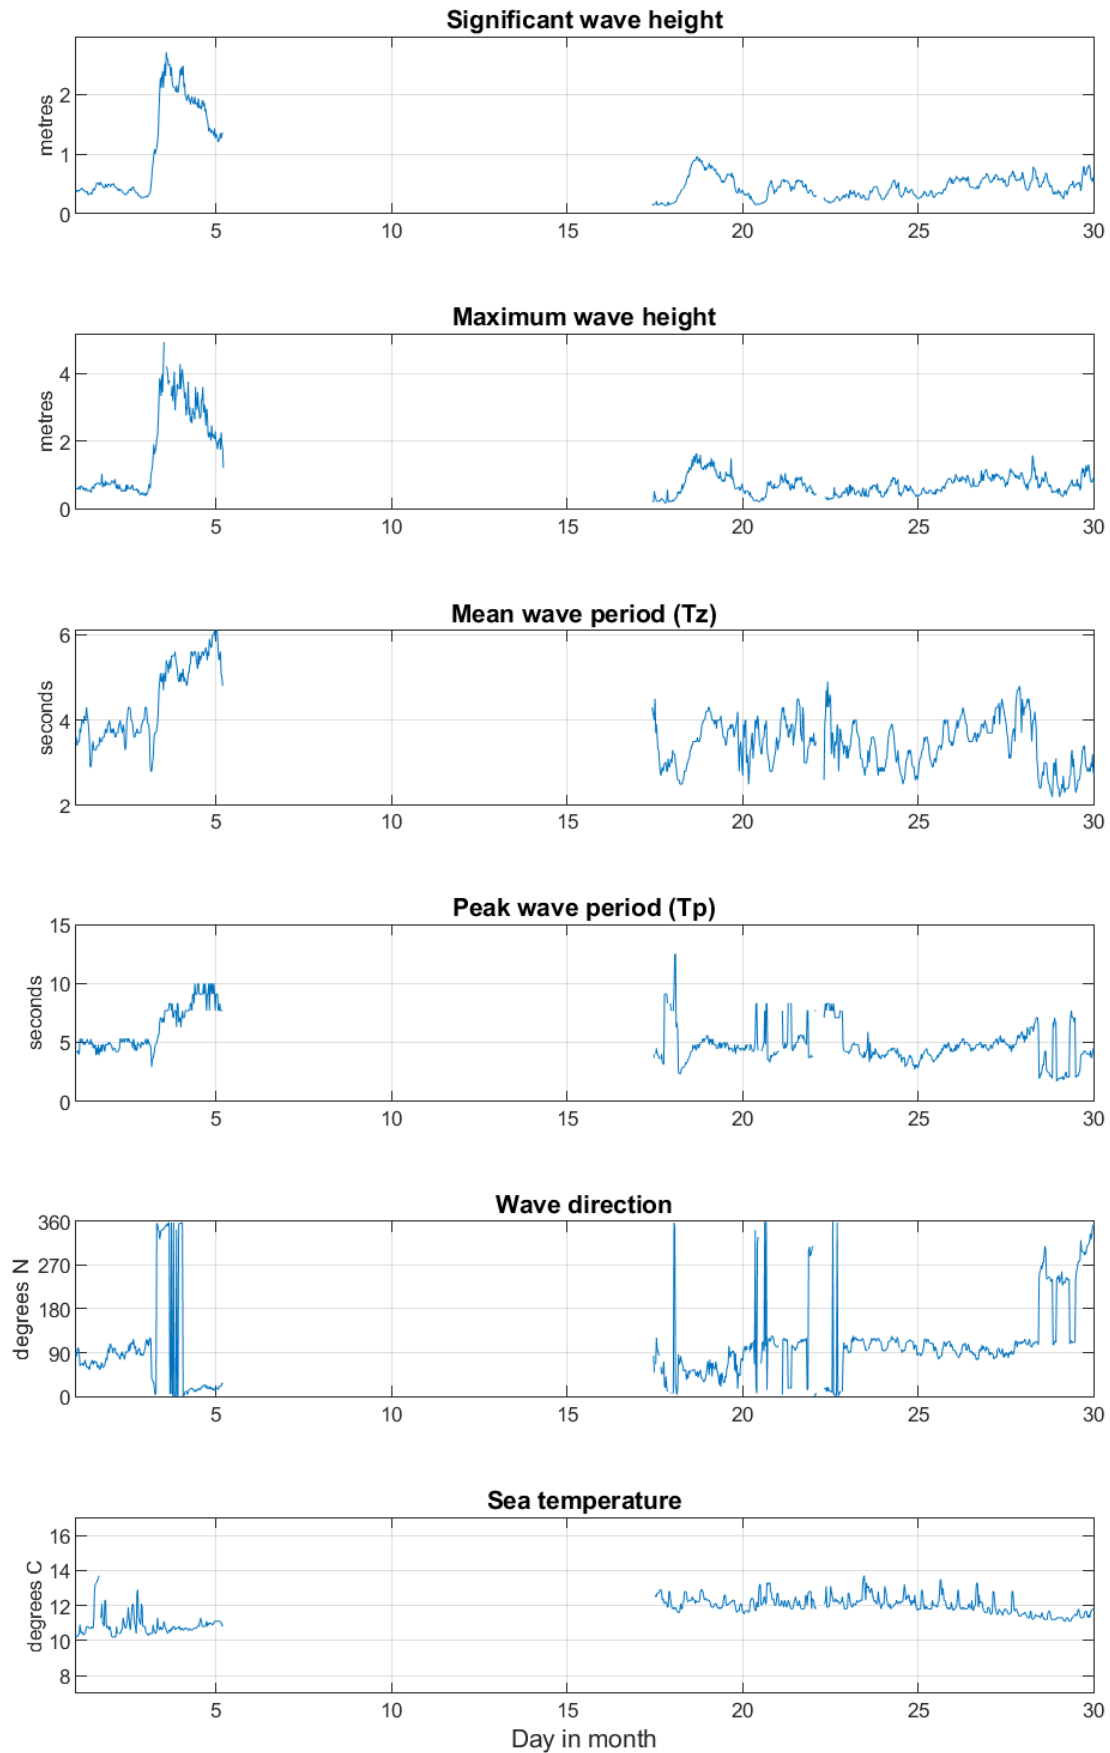 Significant wave height
metres
2
1
0
5 10 15 20 25 30
Maximum wave height
metres
4
2
0
5 10 15 20 25 30
Mean wave period (Tz)
seconds
6
4
2
5 10 15 20 25 30
Peak wave period (Tp)
seconds
15
10
5
0
5 10 15 20 25 30
Wave direction
degrees N
360
270
180
90
0
5 10 15 20 25 30
Sea temperature
degrees C
16
14
12
10
8
5 10 15 20 25 30
Day in month